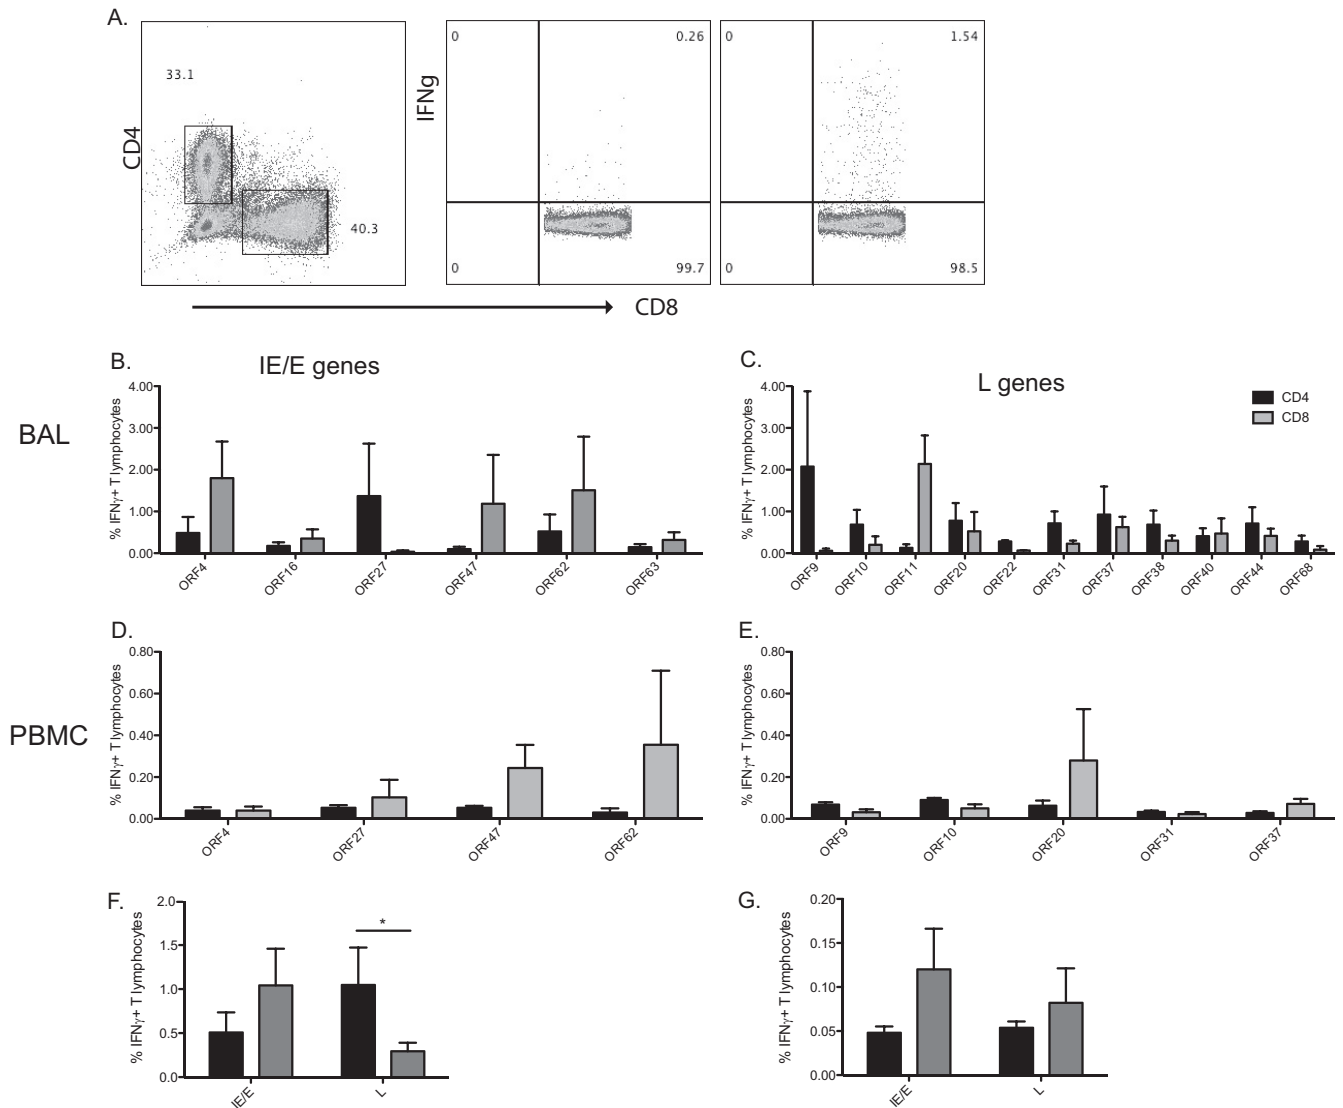 A.
33.1
40.3
CD4
IFNg
0
0.26
0
99.7
0
1.54
0
98.5
CD8
B.
IE/E genes
BAL
% IFNγ+ T lymphocytes
4.00
3.00
2.00
1.00
0.00
ORF4
ORF16
ORF27
ORF47
ORF62
ORF63
C.
L genes
CD4
CD8
% IFNγ+ T lymphocytes
4.00
3.00
2.00
1.00
0.00
ORF9
ORF10
ORF11
ORF20
ORF22
ORF31
ORF37
ORF38
ORF40
ORF44
ORF68
D.
PBMC
% IFNγ+ T lymphocytes
0.80
0.60
0.40
0.20
0.00
ORF4
ORF27
ORF47
ORF62
E.
% IFNγ+ T lymphocytes
0.80
0.60
0.40
0.20
0.00
ORF9
ORF10
ORF20
ORF31
ORF37
F.
% IFNγ+ T lymphocytes
2.0
1.5
1.0
0.5
0.0
*
IE/E
L
G.
% IFNγ+ T lymphocytes
0.20
0.15
0.10
0.05
0.00
IE/E
L